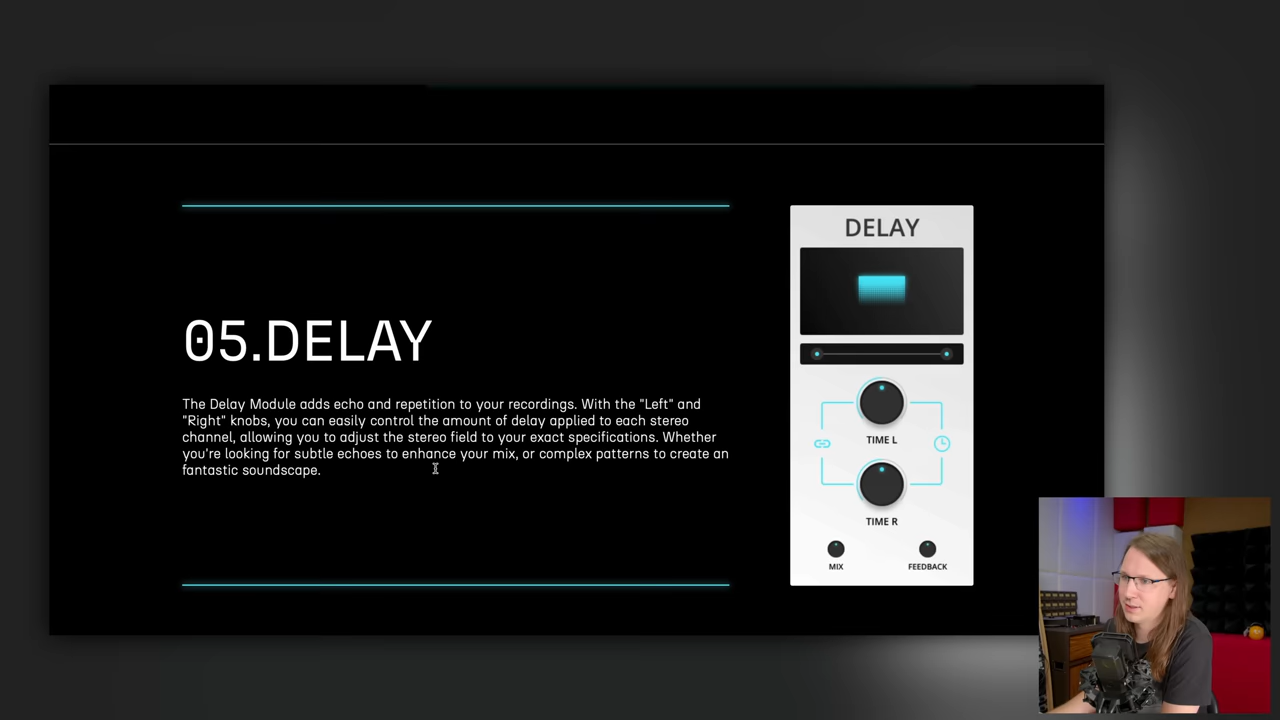 05.DELAY
The Delay Module adds echo and repetition to your recordings. With the "Left" and
"Right" knobs, you can easily control the amount of delay applied to each stereo
channel, allowing you to adjust the stereo field to your exact specifications. Whether
you're looking for subtle echoes to enhance your mix, or complex patterns to create an
fantastic soundscape.
DELAY
TIME L
TIME R
MIX FEEDBACK